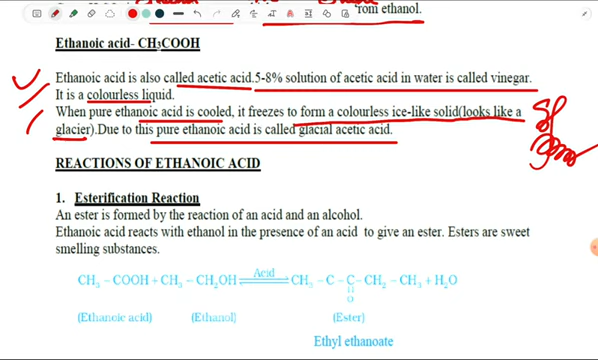 rom ethanol.
Ethanoic acid- CH₃COOH
Ethanoic acid is also called acetic acid.5-8% solution of acetic acid in water is called vinegar.
It is a colourless liquid.
When pure ethanoic acid is cooled, it freezes to form a colourless ice-like solid(looks like a
glacier).Due to this pure ethanoic acid is called glacial acetic acid.
REACTIONS OF ETHANOIC ACID
1. Esterification Reaction
An ester is formed by the reaction of an acid and an alcohol.
Ethanoic acid reacts with ethanol in the presence of an acid to give an ester. Esters are sweet
smelling substances.
Acid
CH₃ – COOH + CH₃ – CH₂OH ⇌ CH₃ – C – C – CH₂ – CH₃ + H₂O
||
O
(Ethanoic acid) (Ethanol) (Ester)
Ethyl ethanoate